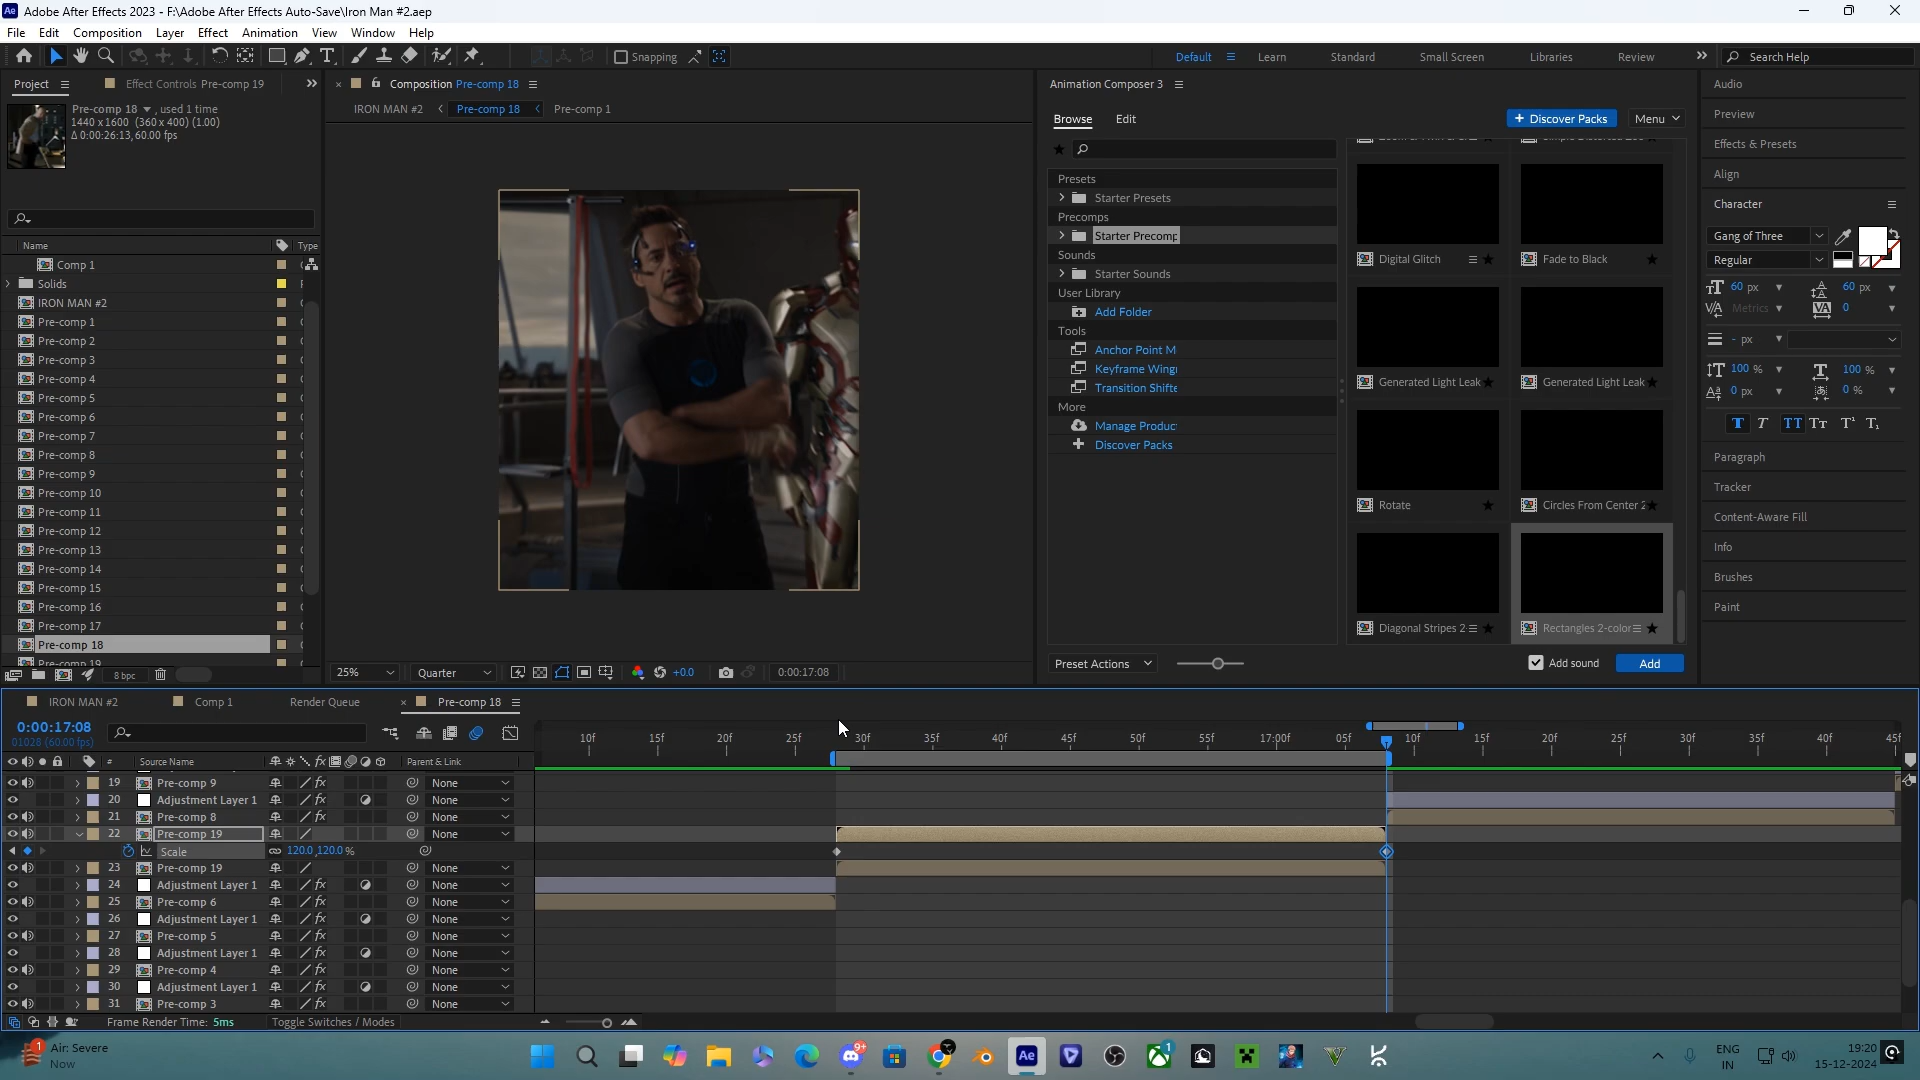 Adobe After Effects 2023 - F:\Adobe After Effects Auto-Save\Iron Man #2.aep
File Edit Composition Layer Effect Animation View Window Help
Snapping Default Learn Standard Small Screen Libraries Review Search Help
Project Effect Controls Pre-comp 19
Pre-comp 18 , used 1 time
1440 x 1600 (360 x 400) (1.00)
Δ 0:00:26:13, 60.00 fps
Name Type
Comp 1
Solids
IRON MAN #2
Pre-comp 1
Pre-comp 2
Pre-comp 3
Pre-comp 4
Pre-comp 5
Pre-comp 6
Pre-comp 7
Pre-comp 8
Pre-comp 9
Pre-comp 10
Pre-comp 11
Pre-comp 12
Pre-comp 13
Pre-comp 14
Pre-comp 15
Pre-comp 16
Pre-comp 17
Pre-comp 18
Pre-comp 19
8 bpc
Composition Pre-comp 18
IRON MAN #2 Pre-comp 18 Pre-comp 1
25% Quarter +0.0 0:00:17:08
Animation Composer 3
Browse Edit + Discover Packs Menu
Presets
Starter Presets
Precomps
Starter Precomp
Sounds
Starter Sounds
User Library
Add Folder
Tools
Anchor Point M
Keyframe Wing
Transition Shifte
More
Manage Produc
Discover Packs
Digital Glitch Fade to Black
Generated Light Leak Generated Light Leak
Rotate Circles From Center 2
Diagonal Stripes 2 Rectangles 2-color
Preset Actions Add sound Add
Audio
Preview
Effects & Presets
Align
Character
Gang of Three
Regular
60 px 60 px
Metrics 0
- px
100 % 100 %
0 px 0 %
T T TT Tт T¹ T₁
Paragraph
Tracker
Content-Aware Fill
Info
Brushes
Paint
IRON MAN #2 Comp 1 Render Queue Pre-comp 18
0:00:17:08
01028 (60.00 fps)
10f 15f 20f 25f 30f 35f 40f 45f 50f 55f 17:00f 05f 10f 15f 20f 25f 30f 35f 40f 45f
# Source Name Parent & Link
19 Pre-comp 9 None
20 Adjustment Layer 1 None
21 Pre-comp 8 None
22 Pre-comp 19 None
Scale 120.0,120.0 %
23 Pre-comp 19 None
24 Adjustment Layer 1 None
25 Pre-comp 6 None
26 Adjustment Layer 1 None
27 Pre-comp 5 None
28 Adjustment Layer 1 None
29 Pre-comp 4 None
30 Adjustment Layer 1 None
31 Pre-comp 3 None
Frame Render Time: 5ms Toggle Switches / Modes
Air: Severe
Now
ENG
IN
19:20
15-12-2024